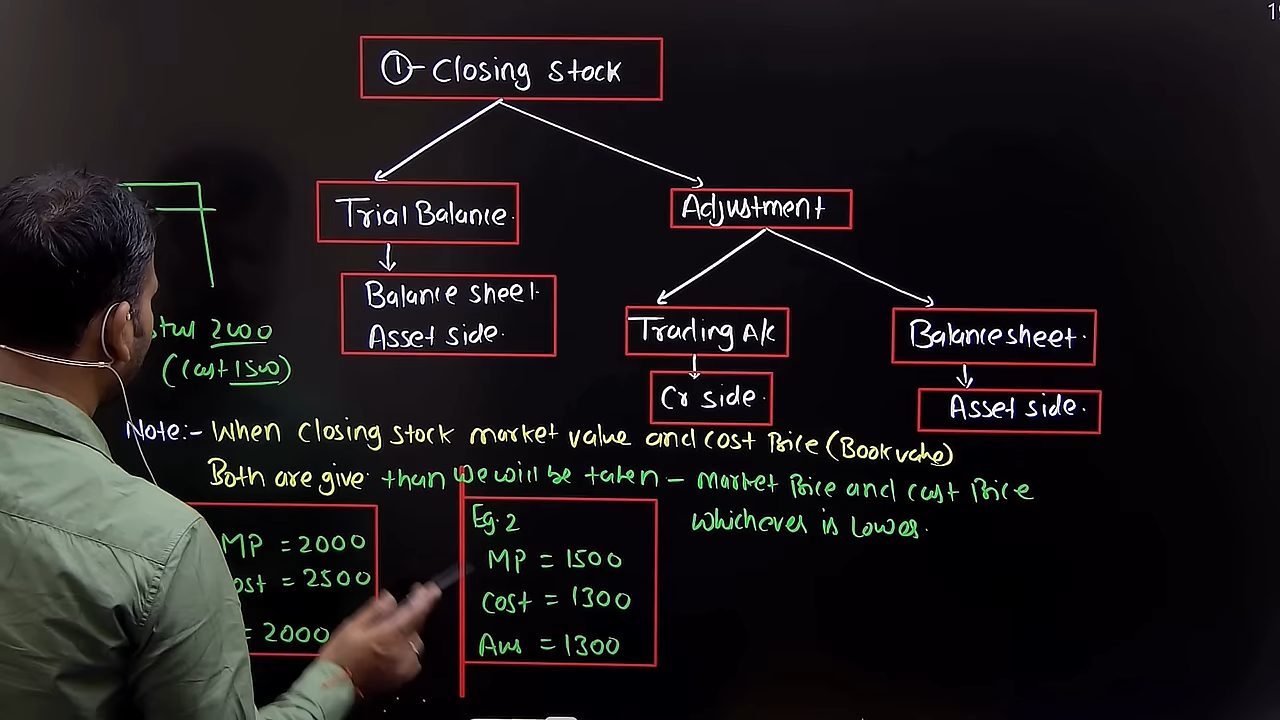 ① - Closing Stock
Trial Balance.
Adjustment
Balance sheet.
Asset side.
Trading A/c
Cr side.
Balance sheet.
Asset side.
2000
(Cost 1500)
Note:- When Closing Stock market value and cost Price (Book value)
Both are give. than we will be taken - market Price and cost Price
whichever is lower.
MP = 2000
= 2500
= 2000
Eg. 2
MP = 1500
Cost = 1300
Ans = 1300